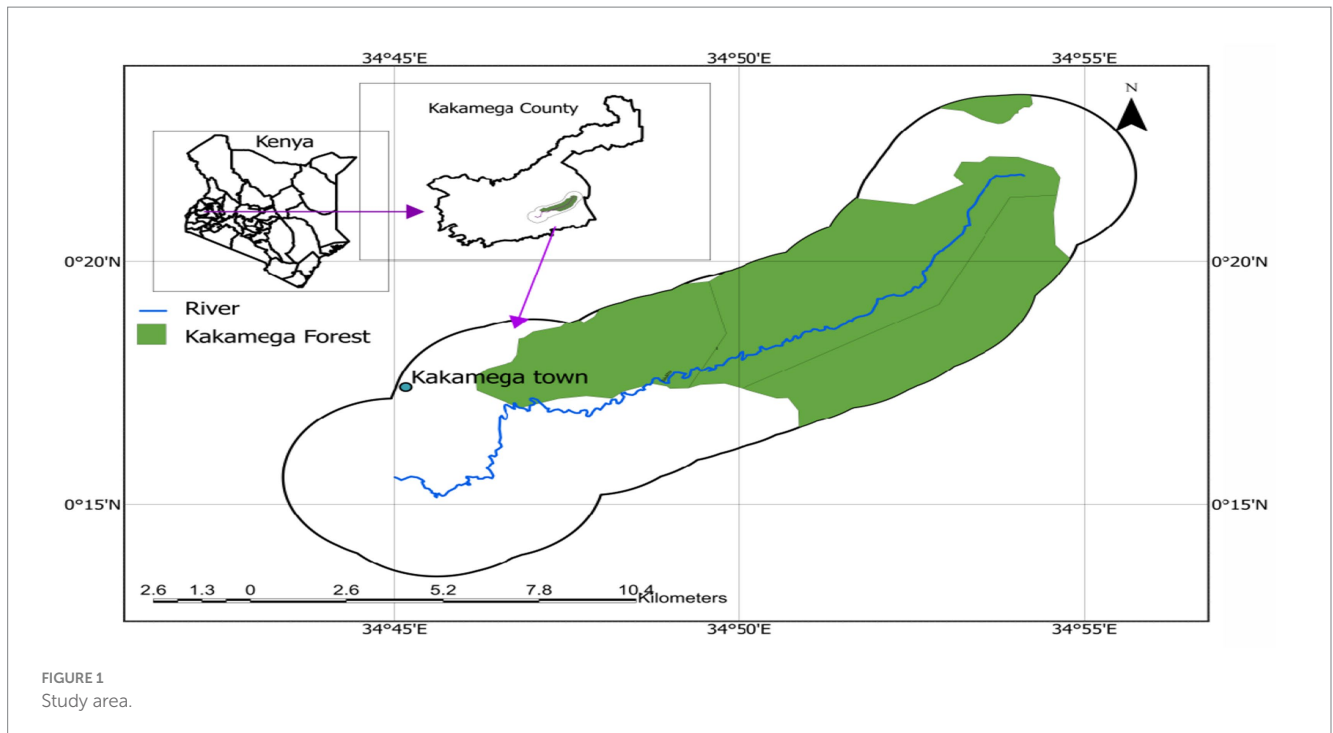 34°45'E 34°50'E 34°55'E
N
Kakamega County
Kenya
0°20'N 0°20'N
River
Kakamega Forest
Kakamega town
0°15'N 0°15'N
2.6 1.3 0 2.6 5.2 7.8 10.4
Kilometers
34°45'E 34°50'E 34°55'E
FIGURE 1
Study area.